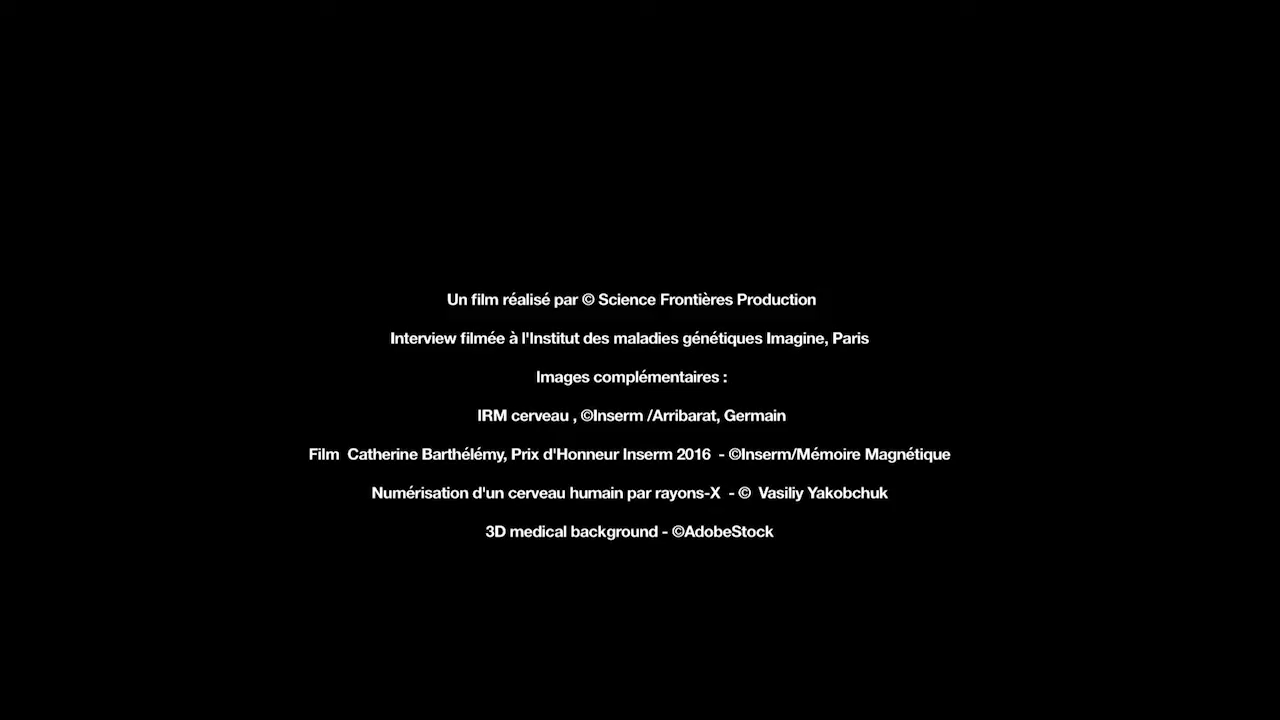 Un film réalisé par © Science Frontières Production
Interview filmée à l'Institut des maladies génétiques Imagine, Paris
Images complémentaires :
IRM cerveau , ©Inserm /Arribarat, Germain
Film  Catherine Barthélémy, Prix d'Honneur Inserm 2016  - ©Inserm/Mémoire Magnétique
Numérisation d'un cerveau humain par rayons-X  - ©  Vasiliy Yakobchuk
3D medical background - ©AdobeStock